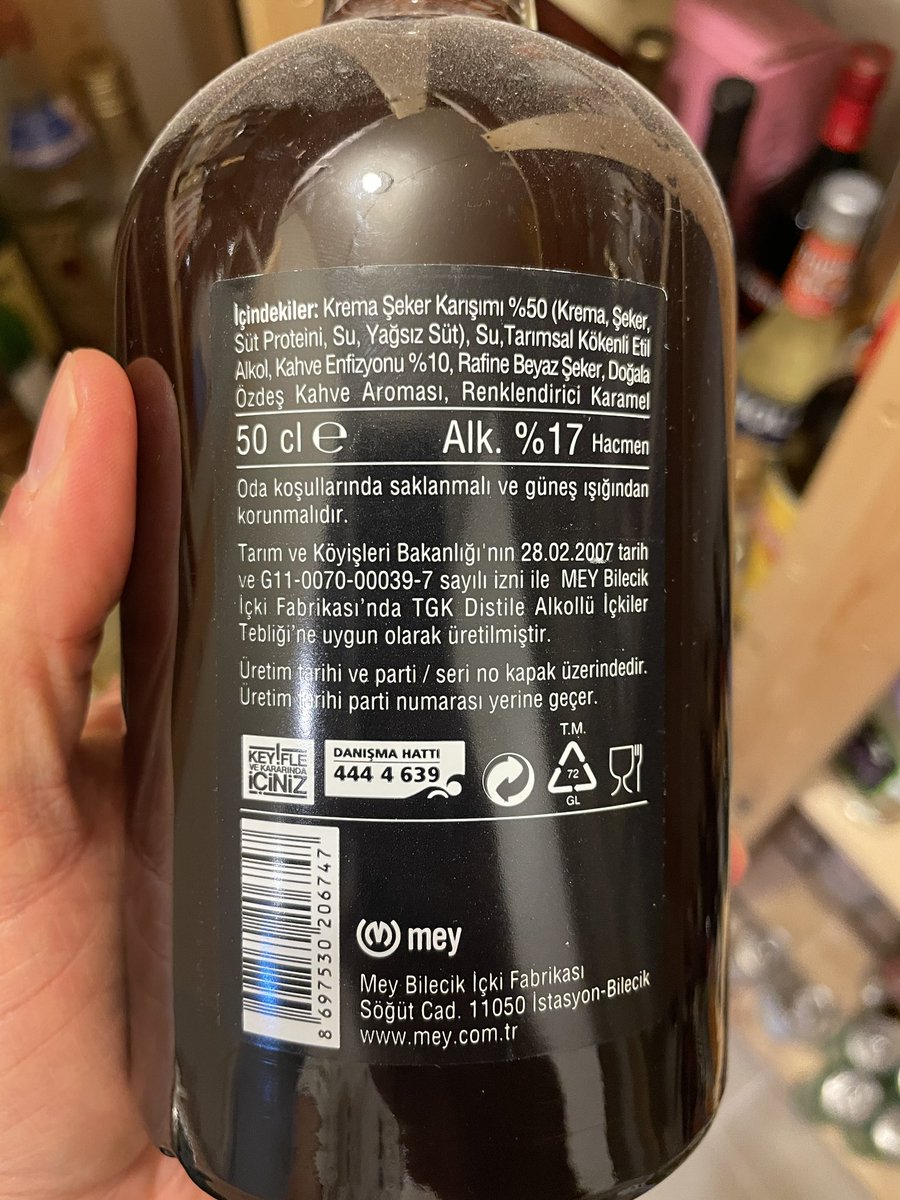 İçindekiler: Krema Şeker Karışımı %50 (Krema, Şeker,
Süt Proteini, Su, Yağsız Süt), Su,Tarımsal Kökenli Etil
Alkol, Kahve Enfizyonu %10, Rafine Beyaz Şeker, Doğala
Özdeş Kahve Aroması, Renklendirici Karamel
50 cl ℮ Alk. %17 Hacmen
Oda koşullarında saklanmalı ve güneş ışığından
korunmalıdır.
Tarım ve Köyişleri Bakanlığı'nın 28.02.2007 tarih
ve G11-0070-00039-7 sayılı izni ile MEY Bilecik
İçki Fabrikası'nda TGK Distile Alkollü İçkiler
Tebliği'ne uygun olarak üretilmiştir.
Üretim tarihi ve parti / seri no kapak üzerindedir.
Üretim tarihi parti numarası yerine geçer.
KEY!FLE
VE KARARINDA
İÇİNİZ
DANIŞMA HATTI
444 4 639
T.M.
72
GL
8 697530 206747
mey
Mey Bilecik İçki Fabrikası
Söğüt Cad. 11050 İstasyon-Bilecik
www.mey.com.tr